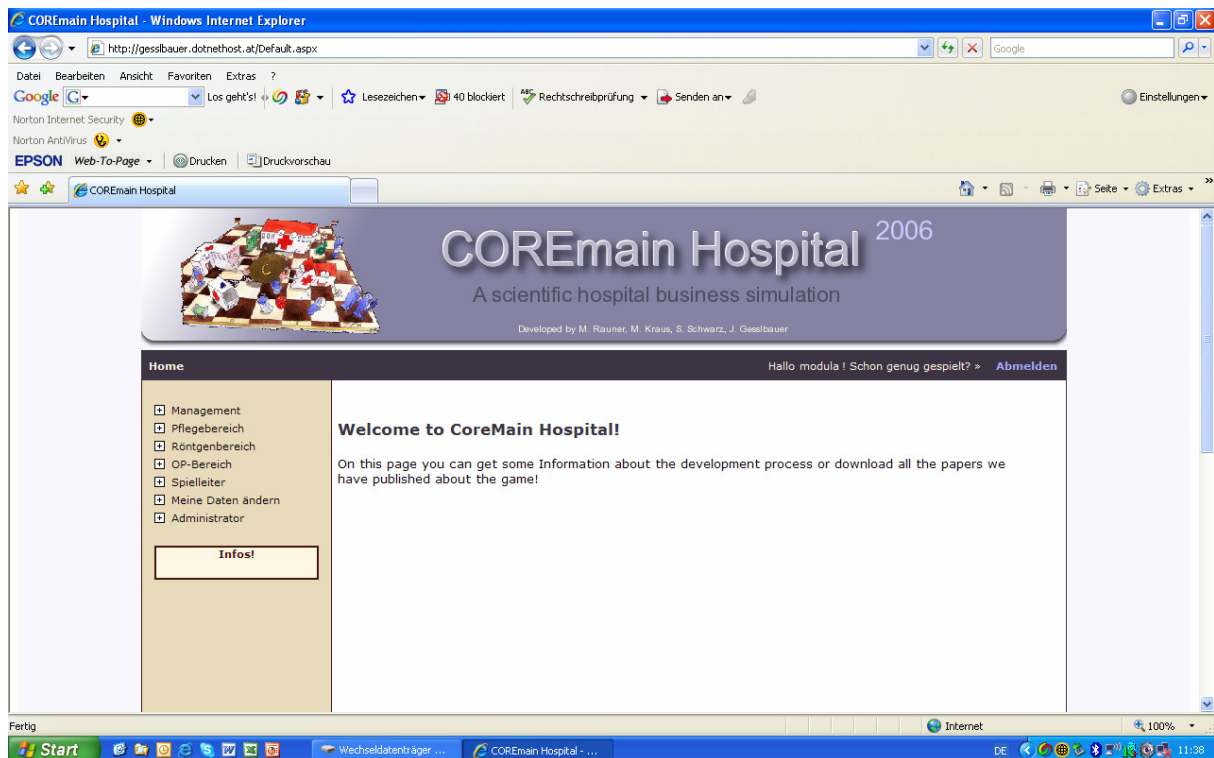 COREmain Hospital - Windows Internet Explorer
http://gesslbauer.dotnethost.at/Default.aspx
Google
Datei Bearbeiten Ansicht Favoriten Extras ?
Google G Los geht's! Lesezeichen 40 blockiert ABC Rechtschreibprüfung Senden an Einstellungen
Norton Internet Security
Norton AntiVirus
EPSON Web-To-Page Drucken Druckvorschau
COREmain Hospital Seite Extras »
COREmain Hospital 2006
A scientific hospital business simulation
Developed by M. Rauner, M. Kraus, S. Schwarz, J. Gesslbauer
Home Hallo modula ! Schon genug gespielt? » Abmelden
Management
Pflegebereich
Röntgenbereich
OP-Bereich
Spielleiter
Meine Daten ändern
Administrator
Infos!
Welcome to CoreMain Hospital!
On this page you can get some Information about the development process or download all the papers we
have published about the game!
Fertig Internet 100%
Start Wechseldatenträger ... COREmain Hospital - ... DE 11:38